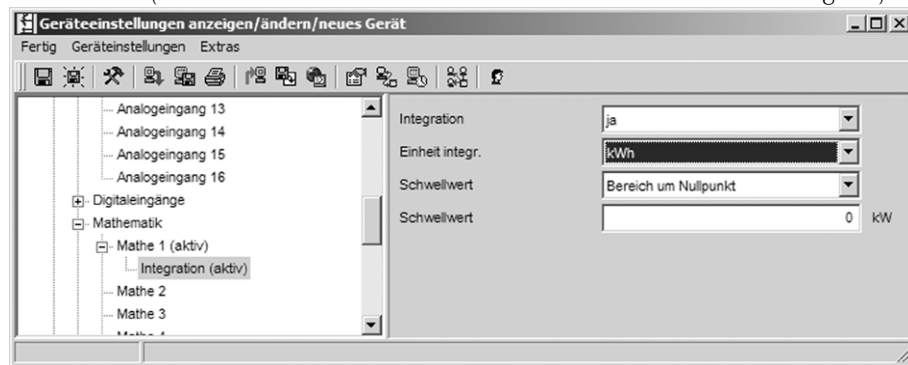 Geräteeinstellungen anzeigen/ändern/neues Gerät
Fertig Geräteinstellungen Extras
Analogeingang 13
Analogeingang 14
Analogeingang 15
Analogeingang 16
Digitaleingänge
Mathematik
Mathe 1 (aktiv)
Integration (aktiv)
Mathe 2
Mathe 3
Integration ja
Einheit integr. kWh
Schwellwert Bereich um Nullpunkt
Schwellwert 0 kW